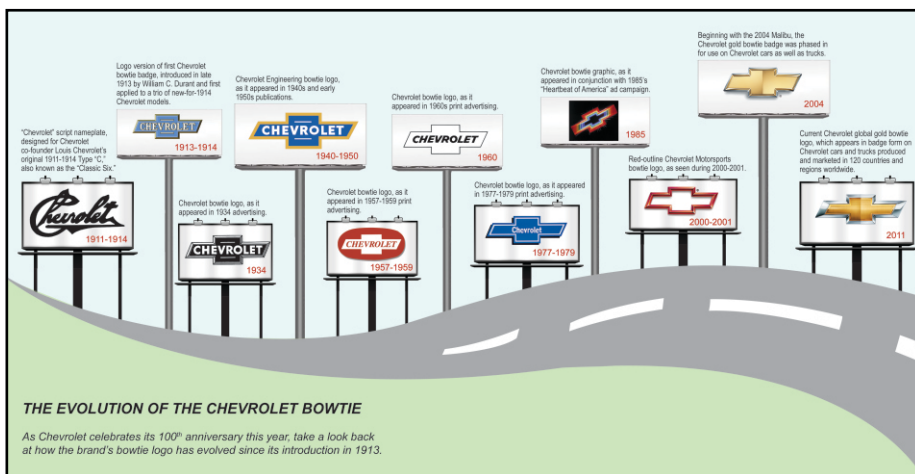 "Chevrolet" script nameplate,
designed for Chevrolet
co-founder Louis Chevrolet's
original 1911-1914 Type "C,"
also known as the "Classic Six."
Chevrolet
1911-1914
Logo version of first Chevrolet
bowtie badge, introduced in late
1913 by William C. Durant and first
applied to a trio of new-for-1914
Chevrolet models.
CHEVROLET
1913-1914
Chevrolet bowtie logo, as it
appeared in 1934 advertising.
CHEVROLET
1934
Chevrolet Engineering bowtie logo,
as it appeared in 1940s and early
1950s publications.
CHEVROLET
1940-1950
Chevrolet bowtie logo, as it
appeared in 1957-1959 print
advertising.
CHEVROLET
1957-1959
Chevrolet bowtie logo, as it
appeared in 1960s print advertising.
CHEVROLET
1960
Chevrolet bowtie logo, as it appeared
in 1977-1979 print advertising.
Chevrolet
1977-1979
Chevrolet bowtie graphic, as it
appeared in conjunction with 1985's
"Heartbeat of America" ad campaign.
1985
Red-outline Chevrolet Motorsports
bowtie logo, as seen during 2000-2001.
2000-2001
Beginning with the 2004 Malibu, the
Chevrolet gold bowtie badge was phased in
for use on Chevrolet cars as well as trucks.
2004
Current Chevrolet global gold bowtie
logo, which appears in badge form on
Chevrolet cars and trucks produced
and marketed in 120 countries and
regions worldwide.
2011
THE EVOLUTION OF THE CHEVROLET BOWTIE
As Chevrolet celebrates its 100th anniversary this year, take a look back
at how the brand's bowtie logo has evolved since its introduction in 1913.